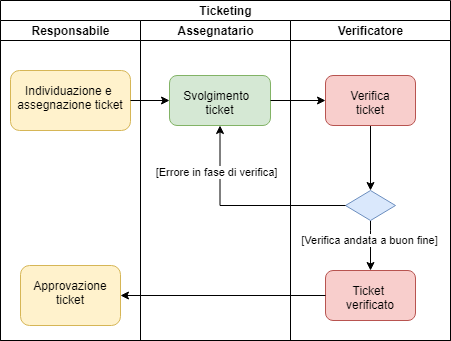 Ticketing
Responsabile
Assegnatario
Verificatore
Individuazione e
assegnazione ticket
Svolgimento
ticket
Verifica
ticket
[Errore in fase di verifica]
[Verifica andata a buon fine]
Approvazione
ticket
Ticket
verificato